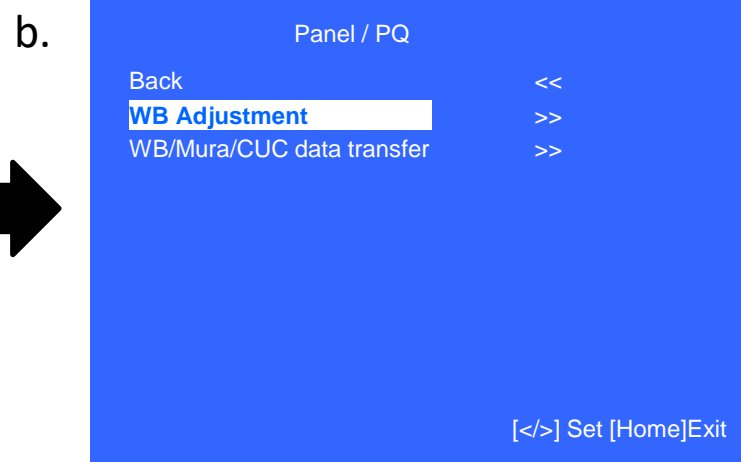 b.
Panel / PQ
Back <<
WB Adjustment >>
WB/Mura/CUC data transfer >>
[</>] Set [Home]Exit